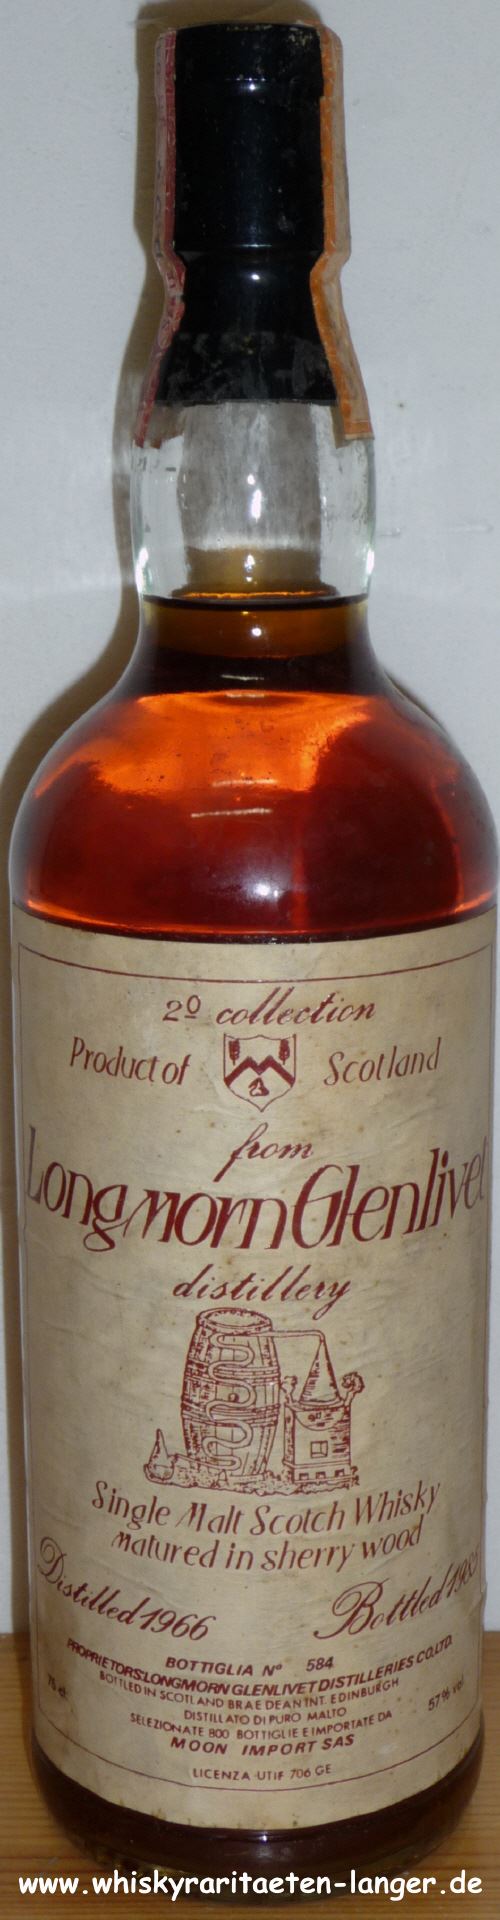 2º collection
Product of Scotland
from
Longmorn Glenlivet
distillery
Single Malt Scotch Whisky
matured in sherry wood
Distilled 1966 Bottled
BOTTIGLIA Nº 584
PROPRIETORS: LONGMORN GLENLIVET DISTILLERIES CO. LTD.
BOTTLED IN SCOTLAND BRAE DEAN INT. EDINBURGH
75 cl. DISTILLATO DI PURO MALTO 57% vol.
SELEZIONATE 800 BOTTIGLIE E IMPORTATE DA
MOON IMPORT SAS
LICENZA UTIF 706 GE
www.whiskyraritaeten-langer.de